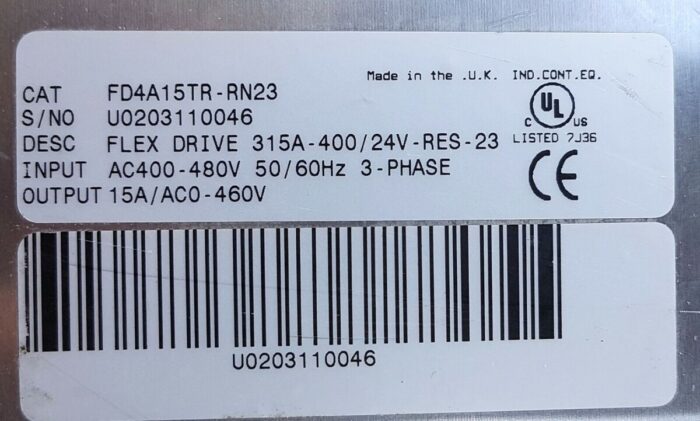 Made in the .U.K. IND.CONT.EQ.
CAT FD4A15TR-RN23
S/NO U0203110046
C UL US
DESC FLEX DRIVE 315A-400/24V-RES-23
LISTED 7J36
INPUT AC400-480V 50/60Hz 3-PHASE
CE
OUTPUT 15A/AC0-460V
U0203110046